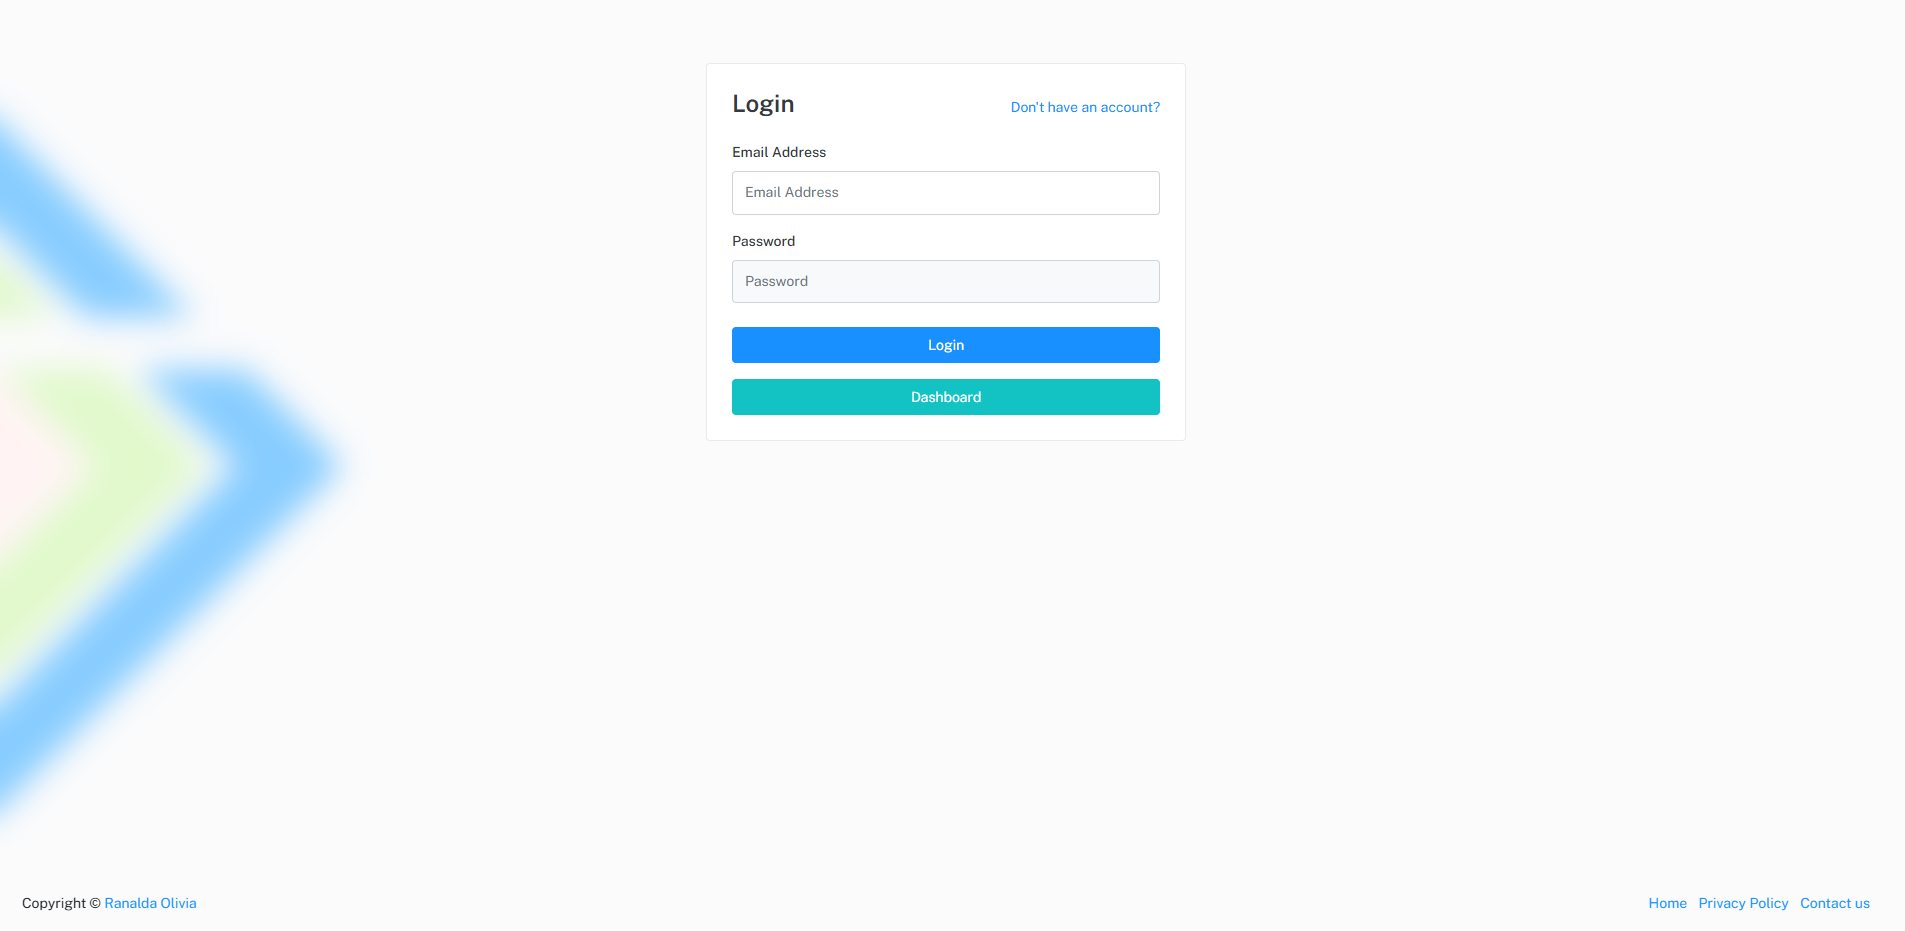 Login
Don't have an account?
Email Address
Email Address
Password
Password
Login
Dashboard
Copyright © Ranalda Olivia
Home Privacy Policy Contact us